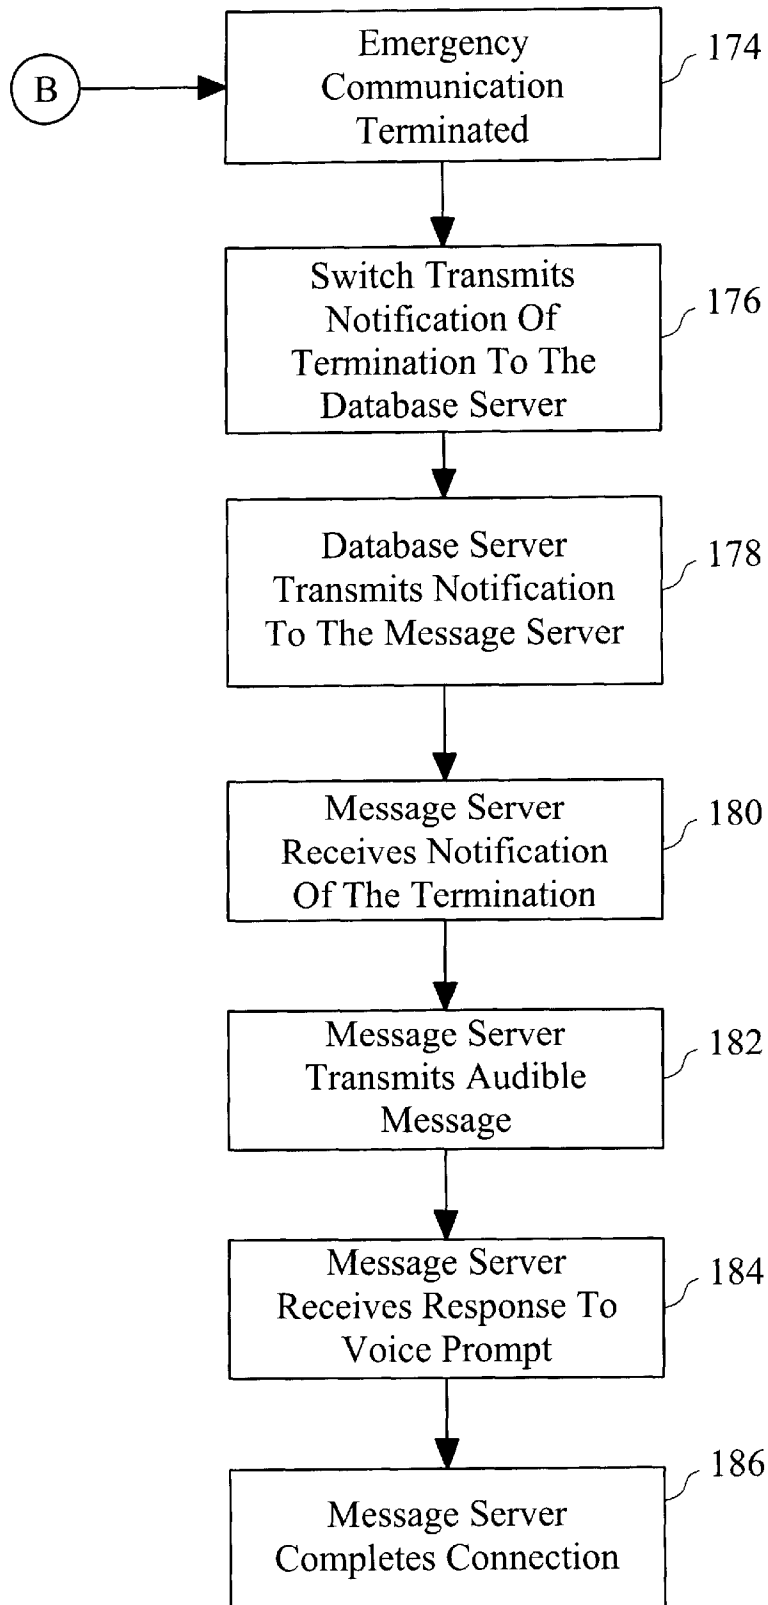 B
Emergency
Communication
Terminated
174
Switch Transmits
Notification Of
Termination To The
Database Server
176
Database Server
Transmits Notification
To The Message Server
178
Message Server
Receives Notification
Of The Termination
180
Message Server
Transmits Audible
Message
182
Message Server
Receives Response To
Voice Prompt
184
Message Server
Completes Connection
186